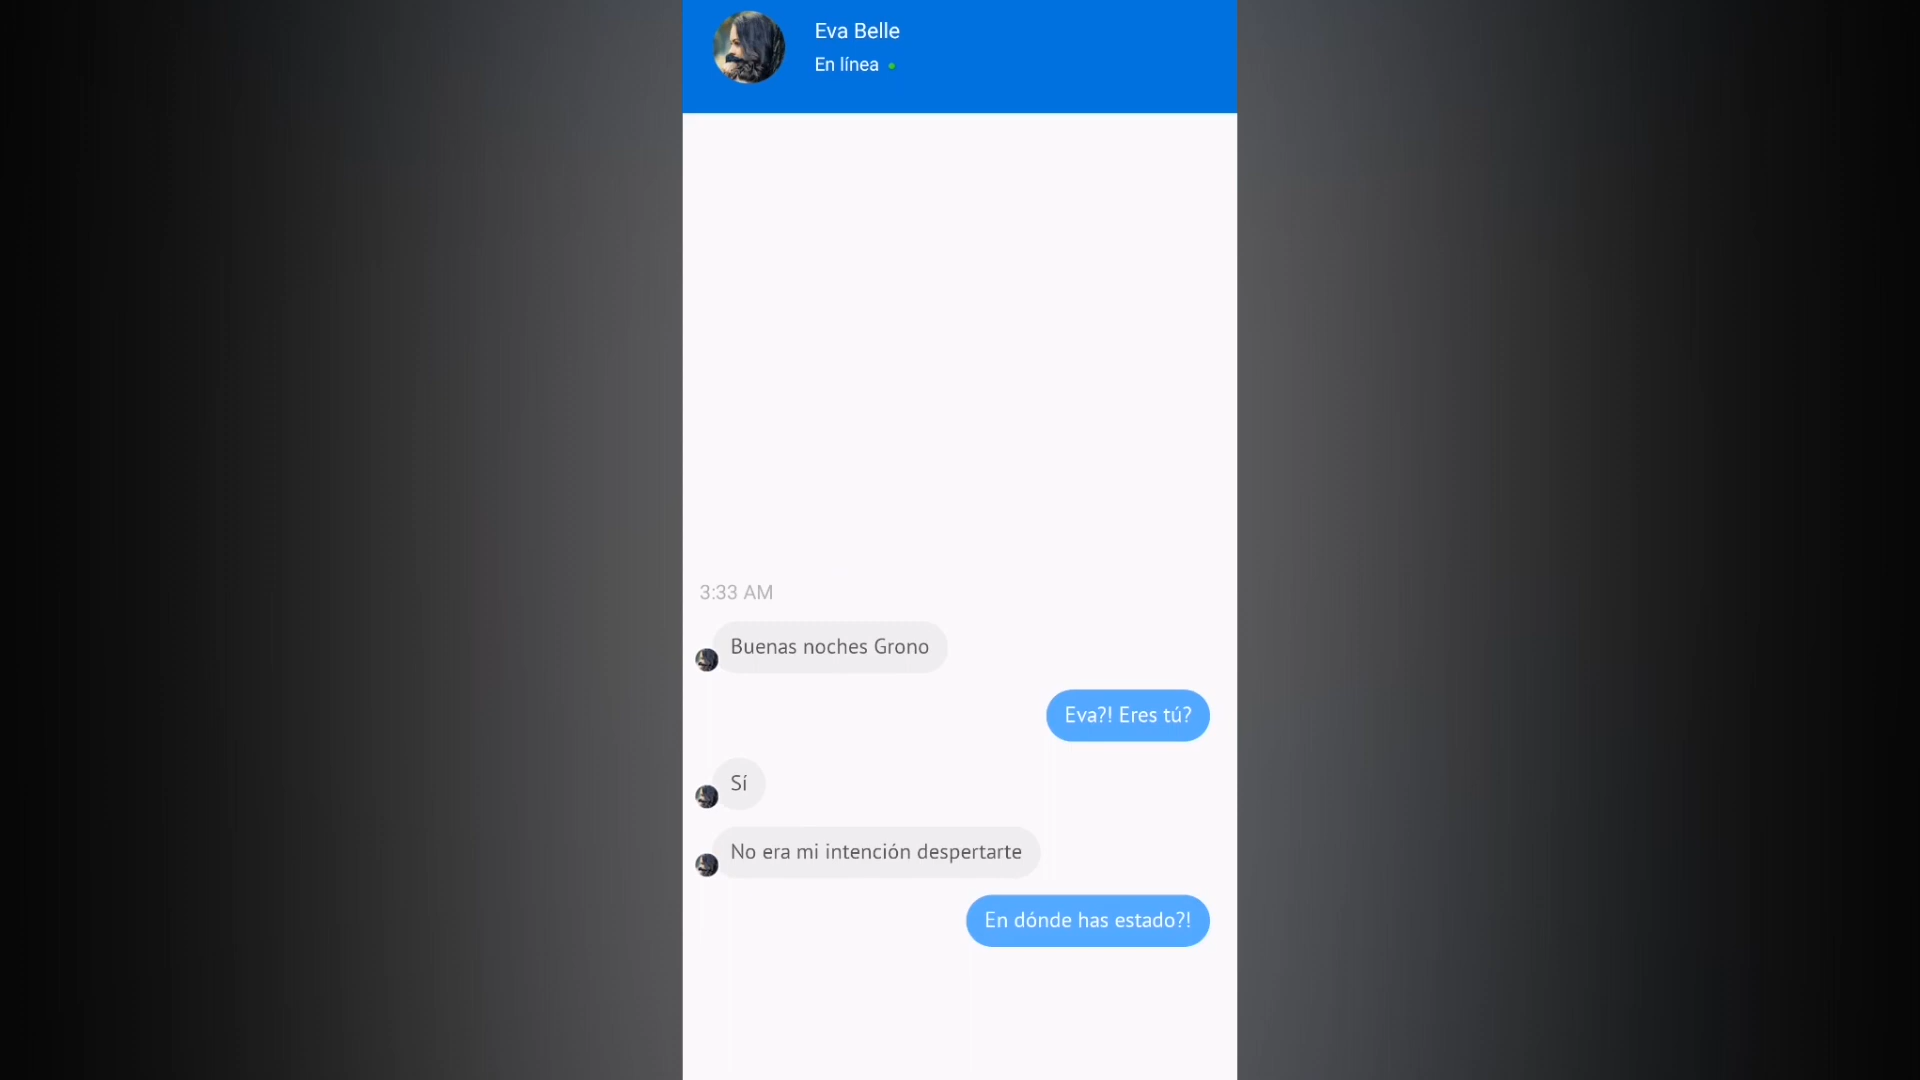 Eva Belle
En línea
3:33 AM
Buenas noches Grono
Eva?! Eres tú?
Sí
No era mi intención despertarte
En dónde has estado?!